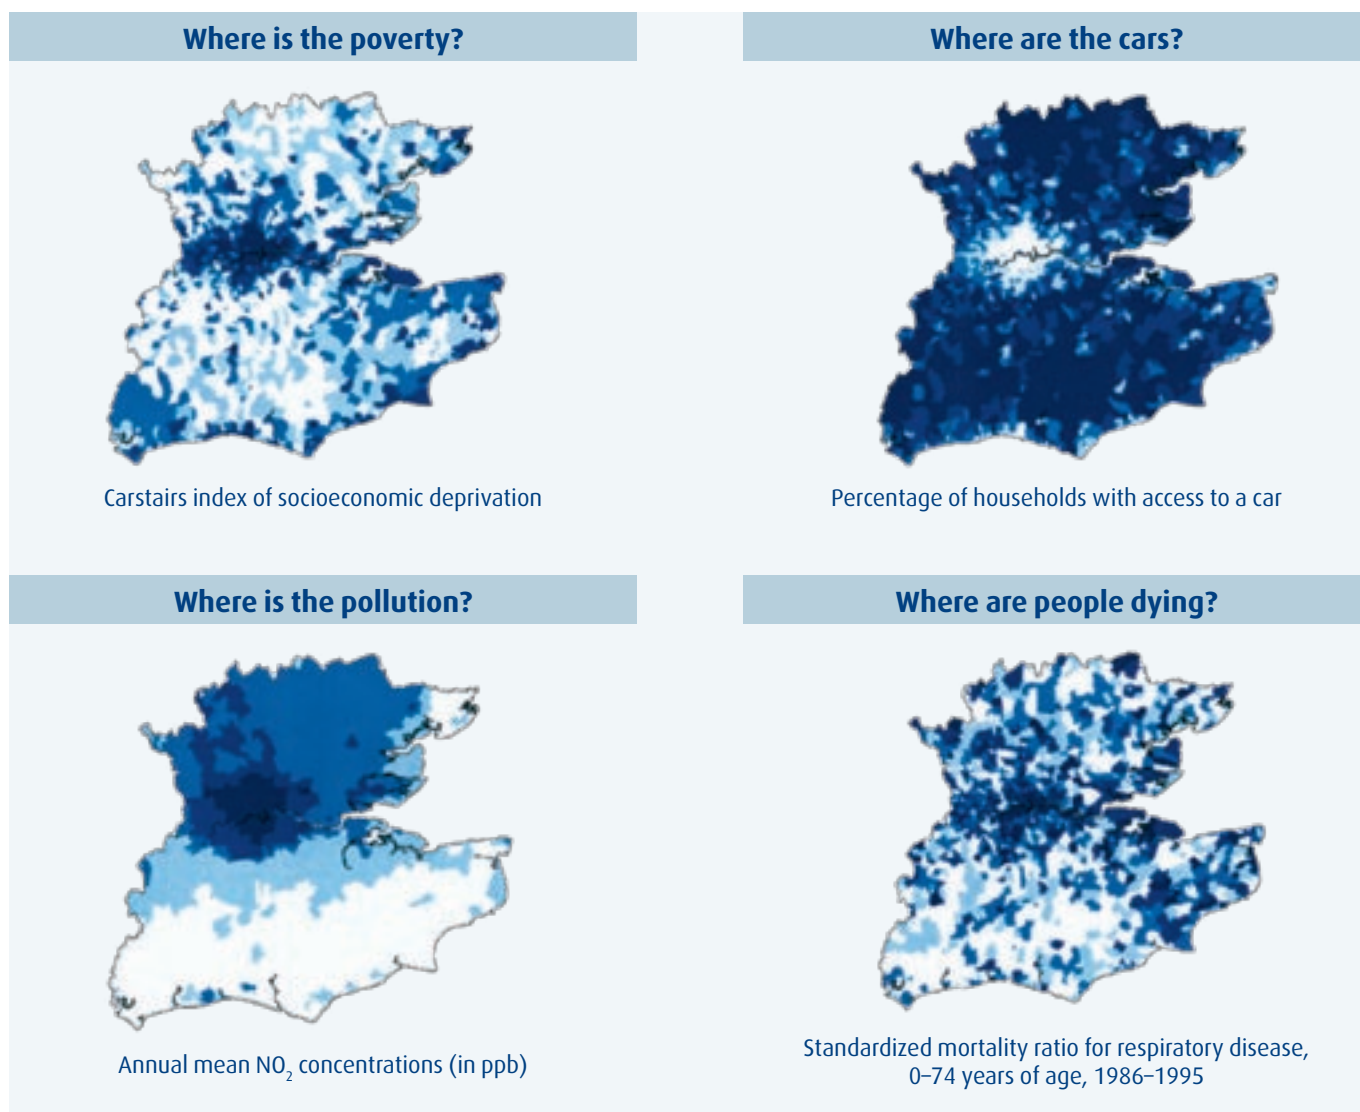 Where is the poverty?
Where are the cars?
Carstairs index of socioeconomic deprivation
Percentage of households with access to a car
Where is the pollution?
Where are people dying?
Annual mean NO₂ concentrations (in ppb)
Standardized mortality ratio for respiratory disease,
0–74 years of age, 1986–1995